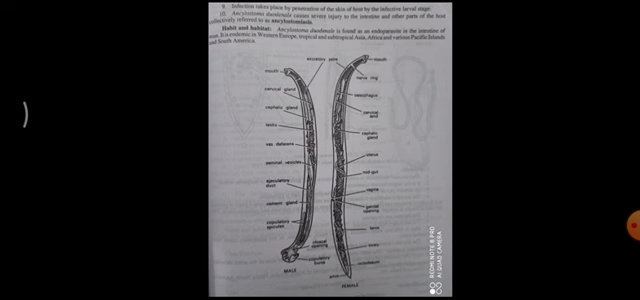 9. Infection takes place by penetration of the skin of host by the infective larval stage.
10. Ancylostoma duodenale causes severe injury to the intestine and other parts of the host
collectively referred to as ancylostomiasis.
Habit and habitat: Ancylostoma duodenale is found as an endoparasite in the intestine of
man. It is endemic in Western Europe, tropical and subtropical Asia, Africa and various Pacific Islands
and South America.
excretory pore
mouth
mouth
nerve ring
cervical gland
oesophagus
cephalic gland
cervical
gland
testis
cephalic
gland
vas deferens
uterus
seminal vesicles
mid-gut
ejaculatory
duct
vagina
cement gland
genital
opening
copulatory
spicules
cloacal
opening
ovary
copulatory
bursa
MALE
anus
FEMALE
REDMI NOTE 8 PRO
AI QUAD CAMERA